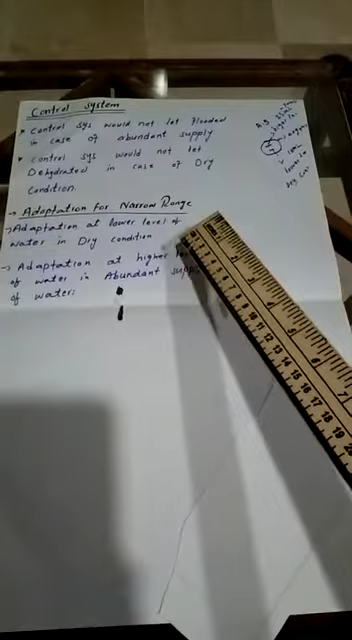 Control System
* Control Sys would not let flooded
in case of abundant supply
* Control sys would not let
Dehydrated in case of Dry
Condition.
→ Adaptation for Narrow Range
→ Adaptation at lower level of
water in Dry condition
→ Adaptation at higher
of water in Abundant supp
of water: